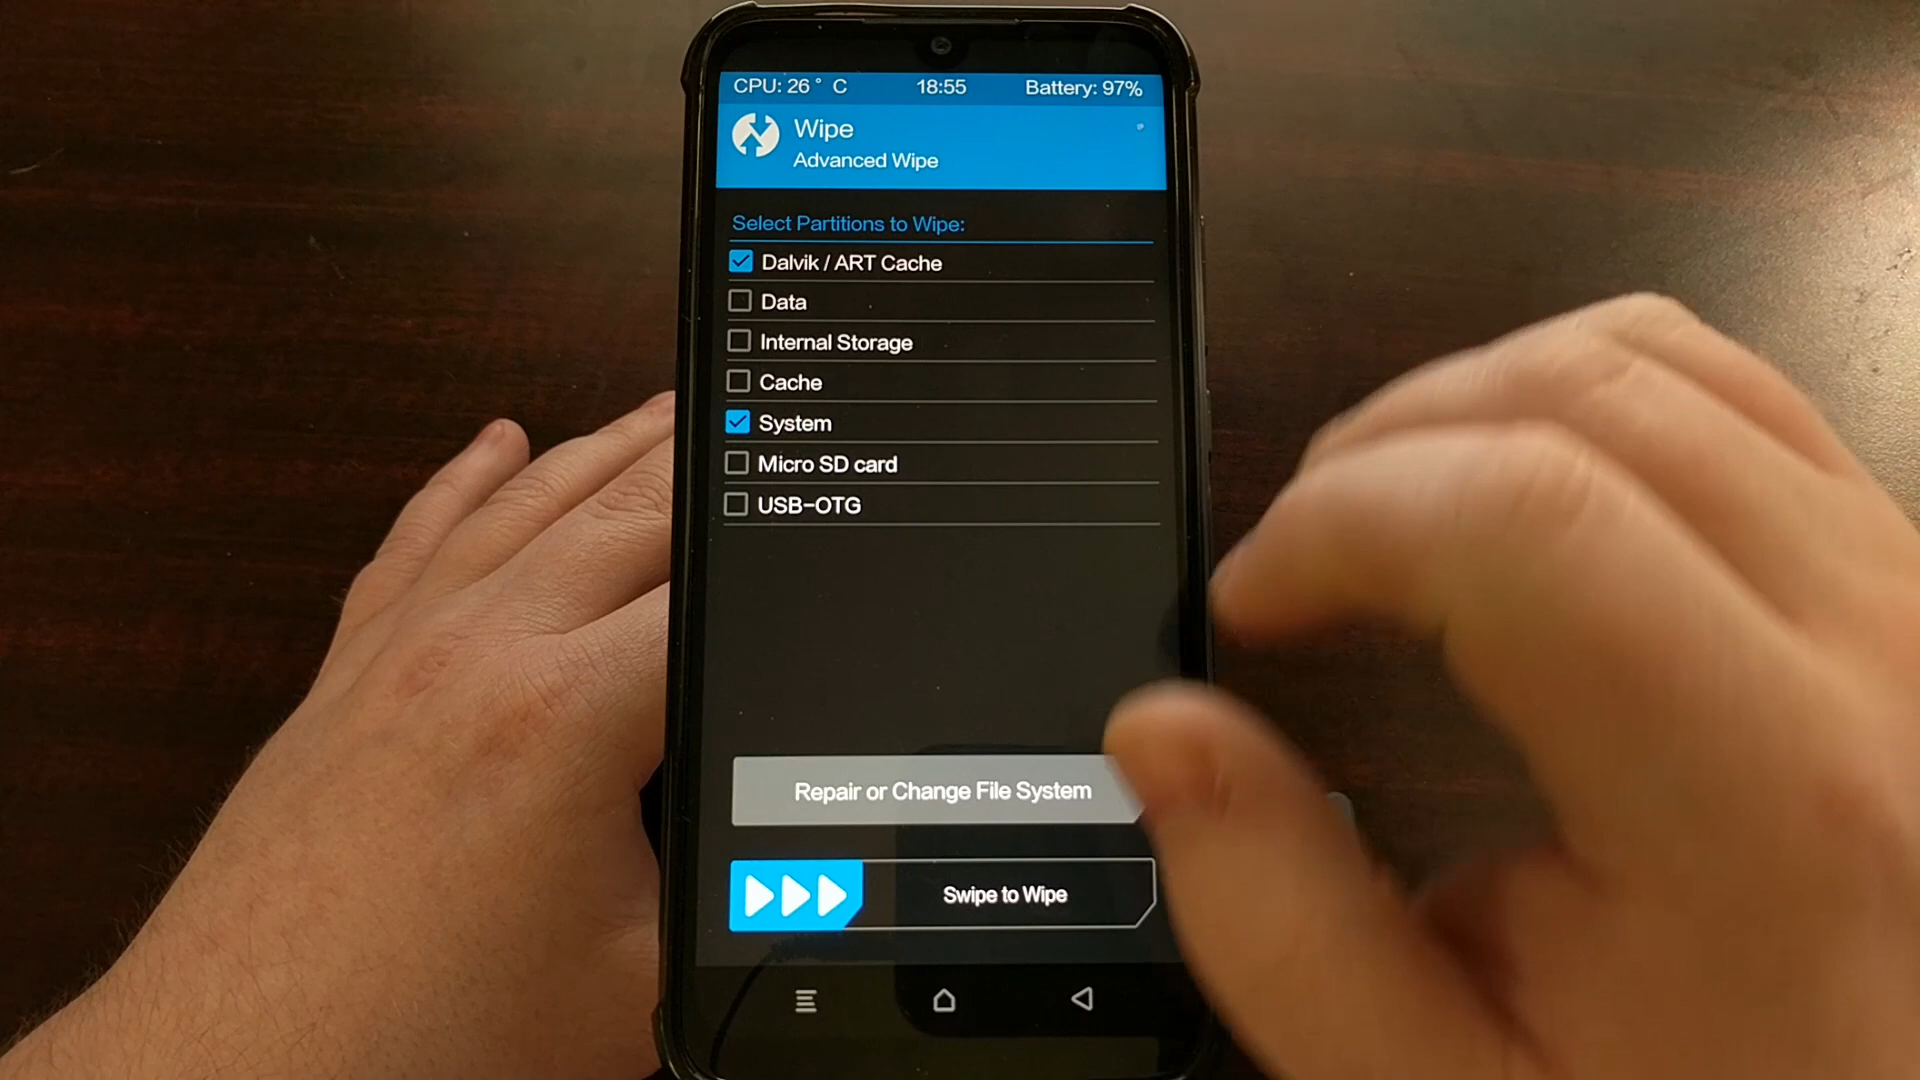 CPU: 26 ° C 18:55 Battery: 97%
Wipe
Advanced Wipe
Select Partitions to Wipe:
Dalvik / ART Cache
Data
Internal Storage
Cache
System
Micro SD card
USB-OTG
Repair or Change File System
Swipe to Wipe